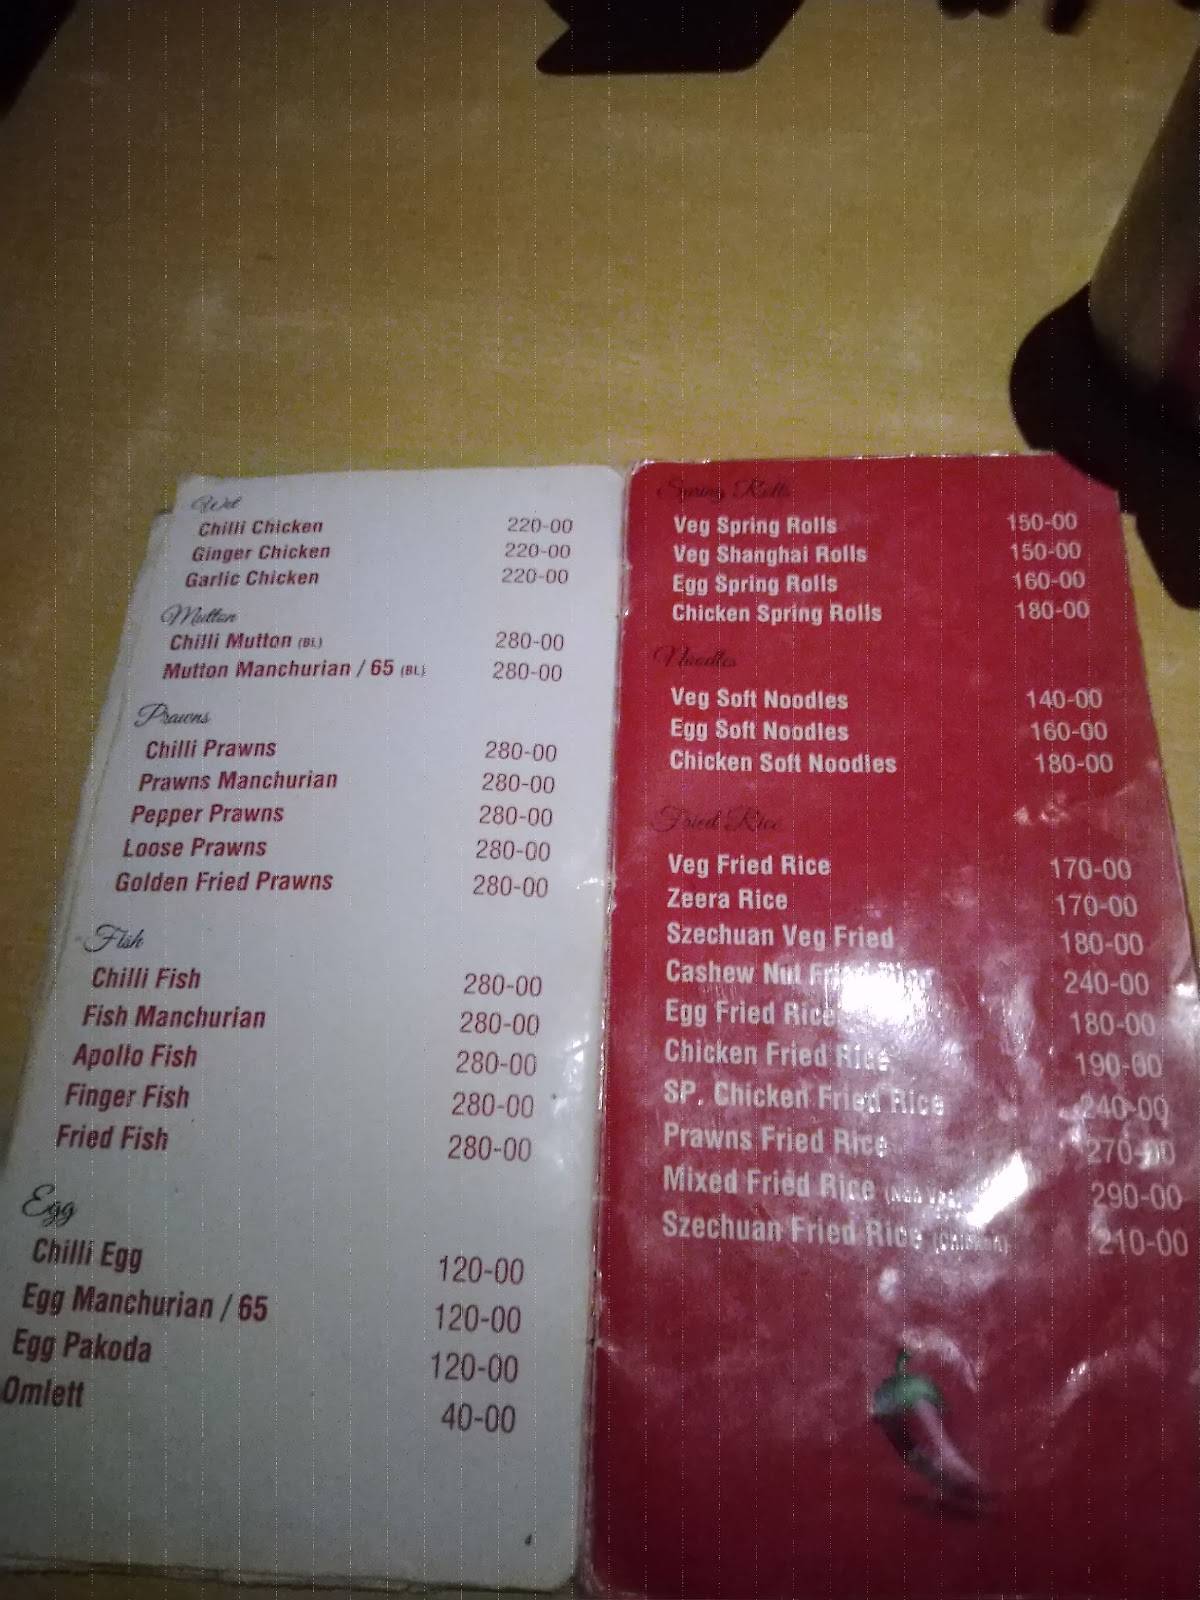 Wet
Chilli Chicken 220-00
Ginger Chicken 220-00
Garlic Chicken 220-00
Mutton
Chilli Mutton (BL) 280-00
Mutton Manchurian / 65 (BL) 280-00
Prawns
Chilli Prawns 280-00
Prawns Manchurian 280-00
Pepper Prawns 280-00
Loose Prawns 280-00
Golden Fried Prawns 280-00
Fish
Chilli Fish 280-00
Fish Manchurian 280-00
Apollo Fish 280-00
Finger Fish 280-00
Fried Fish 280-00
Egg
Chilli Egg 120-00
Egg Manchurian / 65 120-00
Egg Pakoda 120-00
Omlett 40-00
4
Spring Rolls
Veg Spring Rolls 150-00
Veg Shanghai Rolls 150-00
Egg Spring Rolls 160-00
Chicken Spring Rolls 180-00
Noodles
Veg Soft Noodles 140-00
Egg Soft Noodles 160-00
Chicken Soft Noodles 180-00
Fried Rice
Veg Fried Rice 170-00
Zeera Rice 170-00
Szechuan Veg Fried 180-00
Cashew Nut Fried 240-00
Egg Fried Rice 180-00
Chicken Fried Rice 190-00
SP. Chicken Fried Rice 240-00
Prawns Fried Rice 270-00
Mixed Fried Rice 290-00
Szechuan Fried Rice (Chicken) 210-00